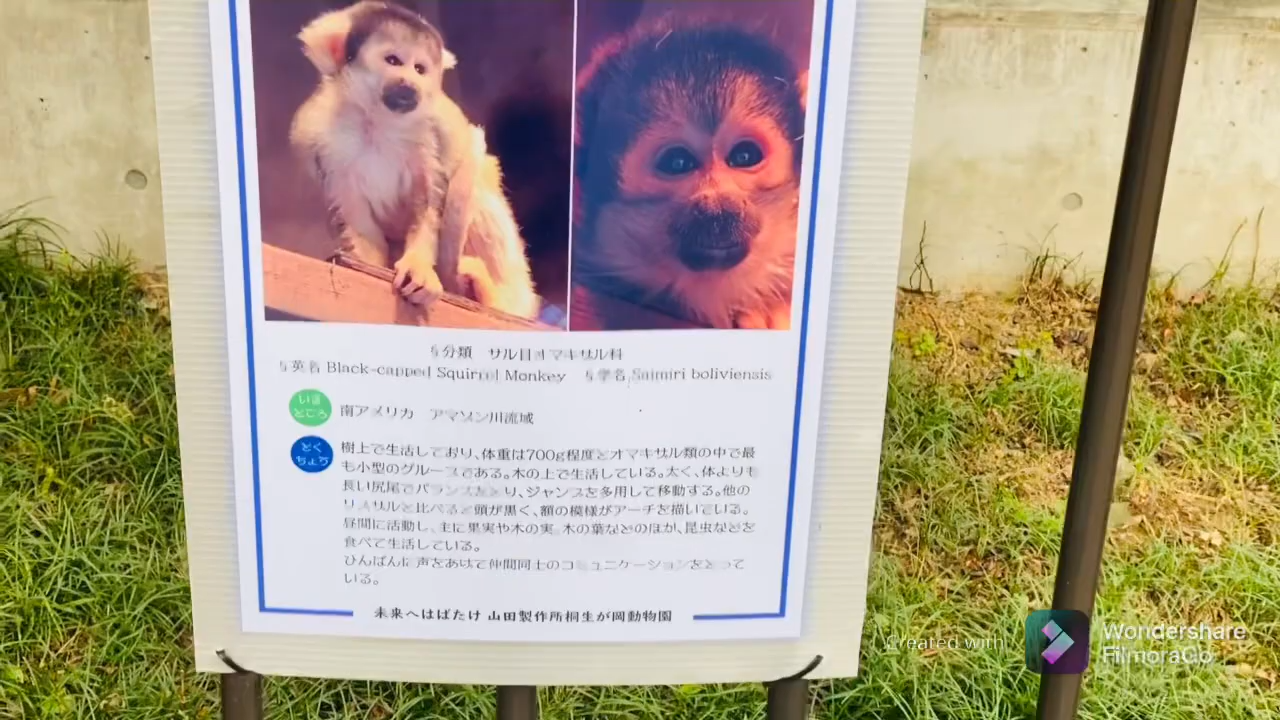 §分類 サル目オマキザル科
§英名 Black-capped Squirrel Monkey §学名 Saimiri boliviensis
いま
ところ
南アメリカ アマゾン川流域
とく
ちょう
樹上で生活しており、体重は700g程度とオマキザル類の中で最
も小型のグループである。木の上で生活している。太く、体よりも
長い尻尾でバランスをとり、ジャンプを多用して移動する。他の
リスザルと比べると頭が黒く、額の模様がアーチを描いている。
昼間に活動し、主に果実や木の実、木の葉などのほか、昆虫などを
食べて生活している。
ひんぱんに声をあげて仲間同士のコミュニケーションをとって
いる。
未来へはばたけ 山田製作所桐生が岡動物園
Created with
Wondershare
FilmoraGo